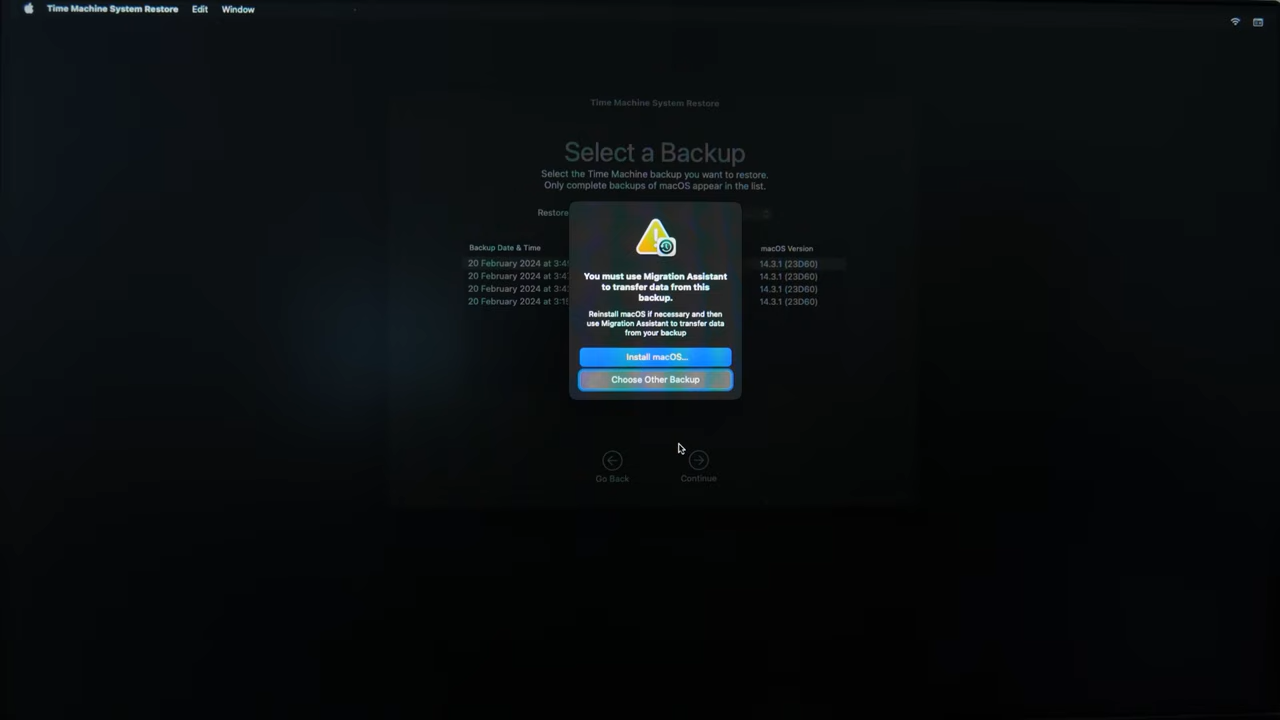 Time Machine System Restore Edit Window
Time Machine System Restore
Select a Backup
Select the Time Machine backup you want to restore.
Only complete backups of macOS appear in the list.
Restore
Backup Date & Time macOS Version
20 February 2024 at 14.3.1 (23D60)
20 February 2024 at 14.3.1 (23D60)
20 February 2024 at 14.3.1 (23D60)
20 February 2024 at 14.3.1 (23D60)
You must use Migration Assistant
to transfer data from this
backup.
Reinstall macOS if necessary and then
use Migration Assistant to transfer data
from your backup
Install macOS...
Choose Other Backup
Go Back Continue